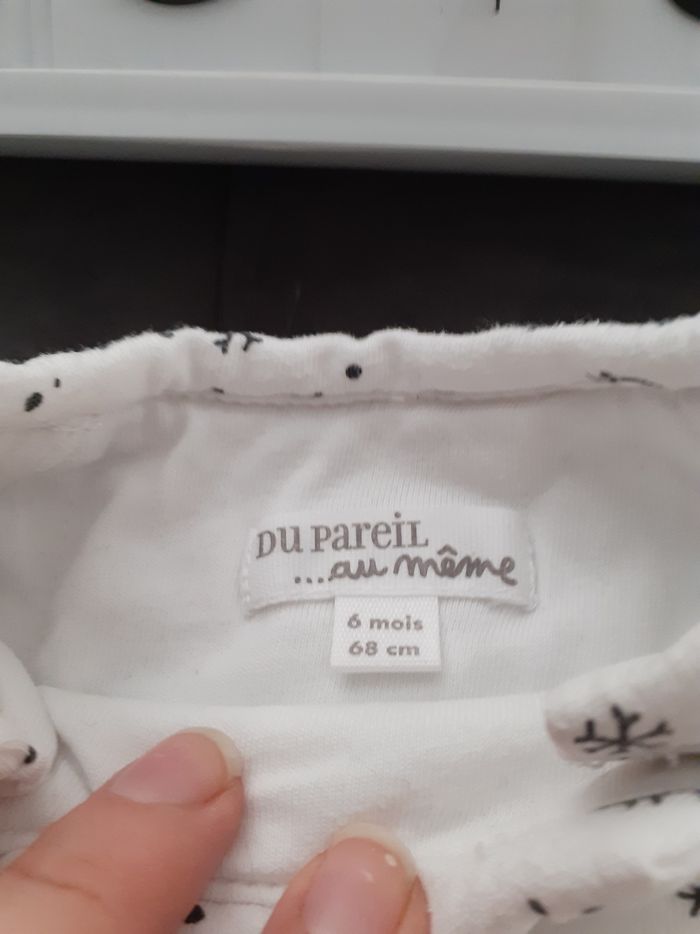 DU PAREIL
...au même
6 mois
68 cm